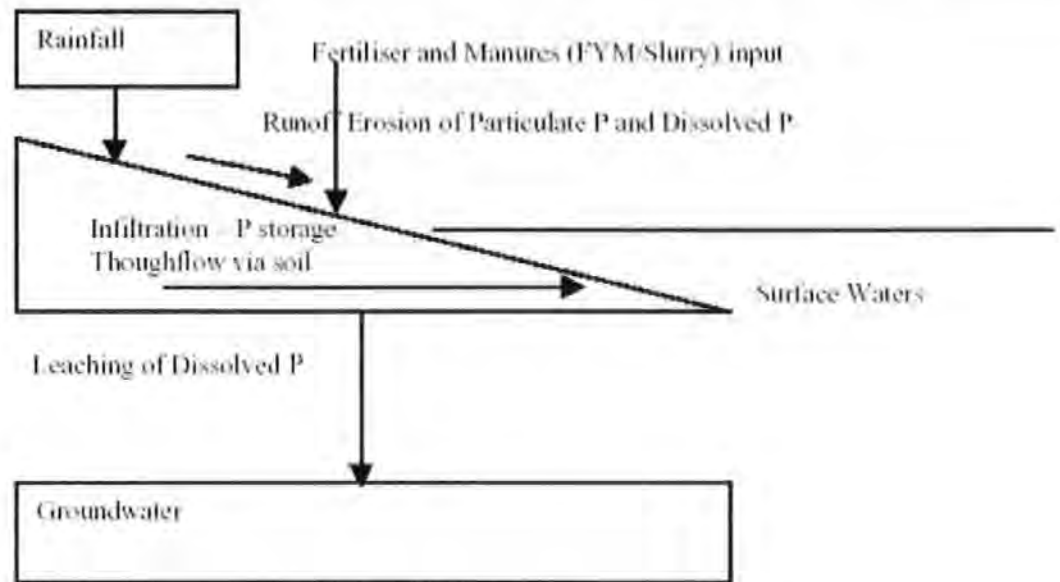 Rainfall
Fertiliser and Manures (FYM/Slurry) input
Runoff Erosion of Particulate P and Dissolved P
Infiltration – P storage
Thoughflow via soil
Surface Waters
Leaching of Dissolved P
Groundwater